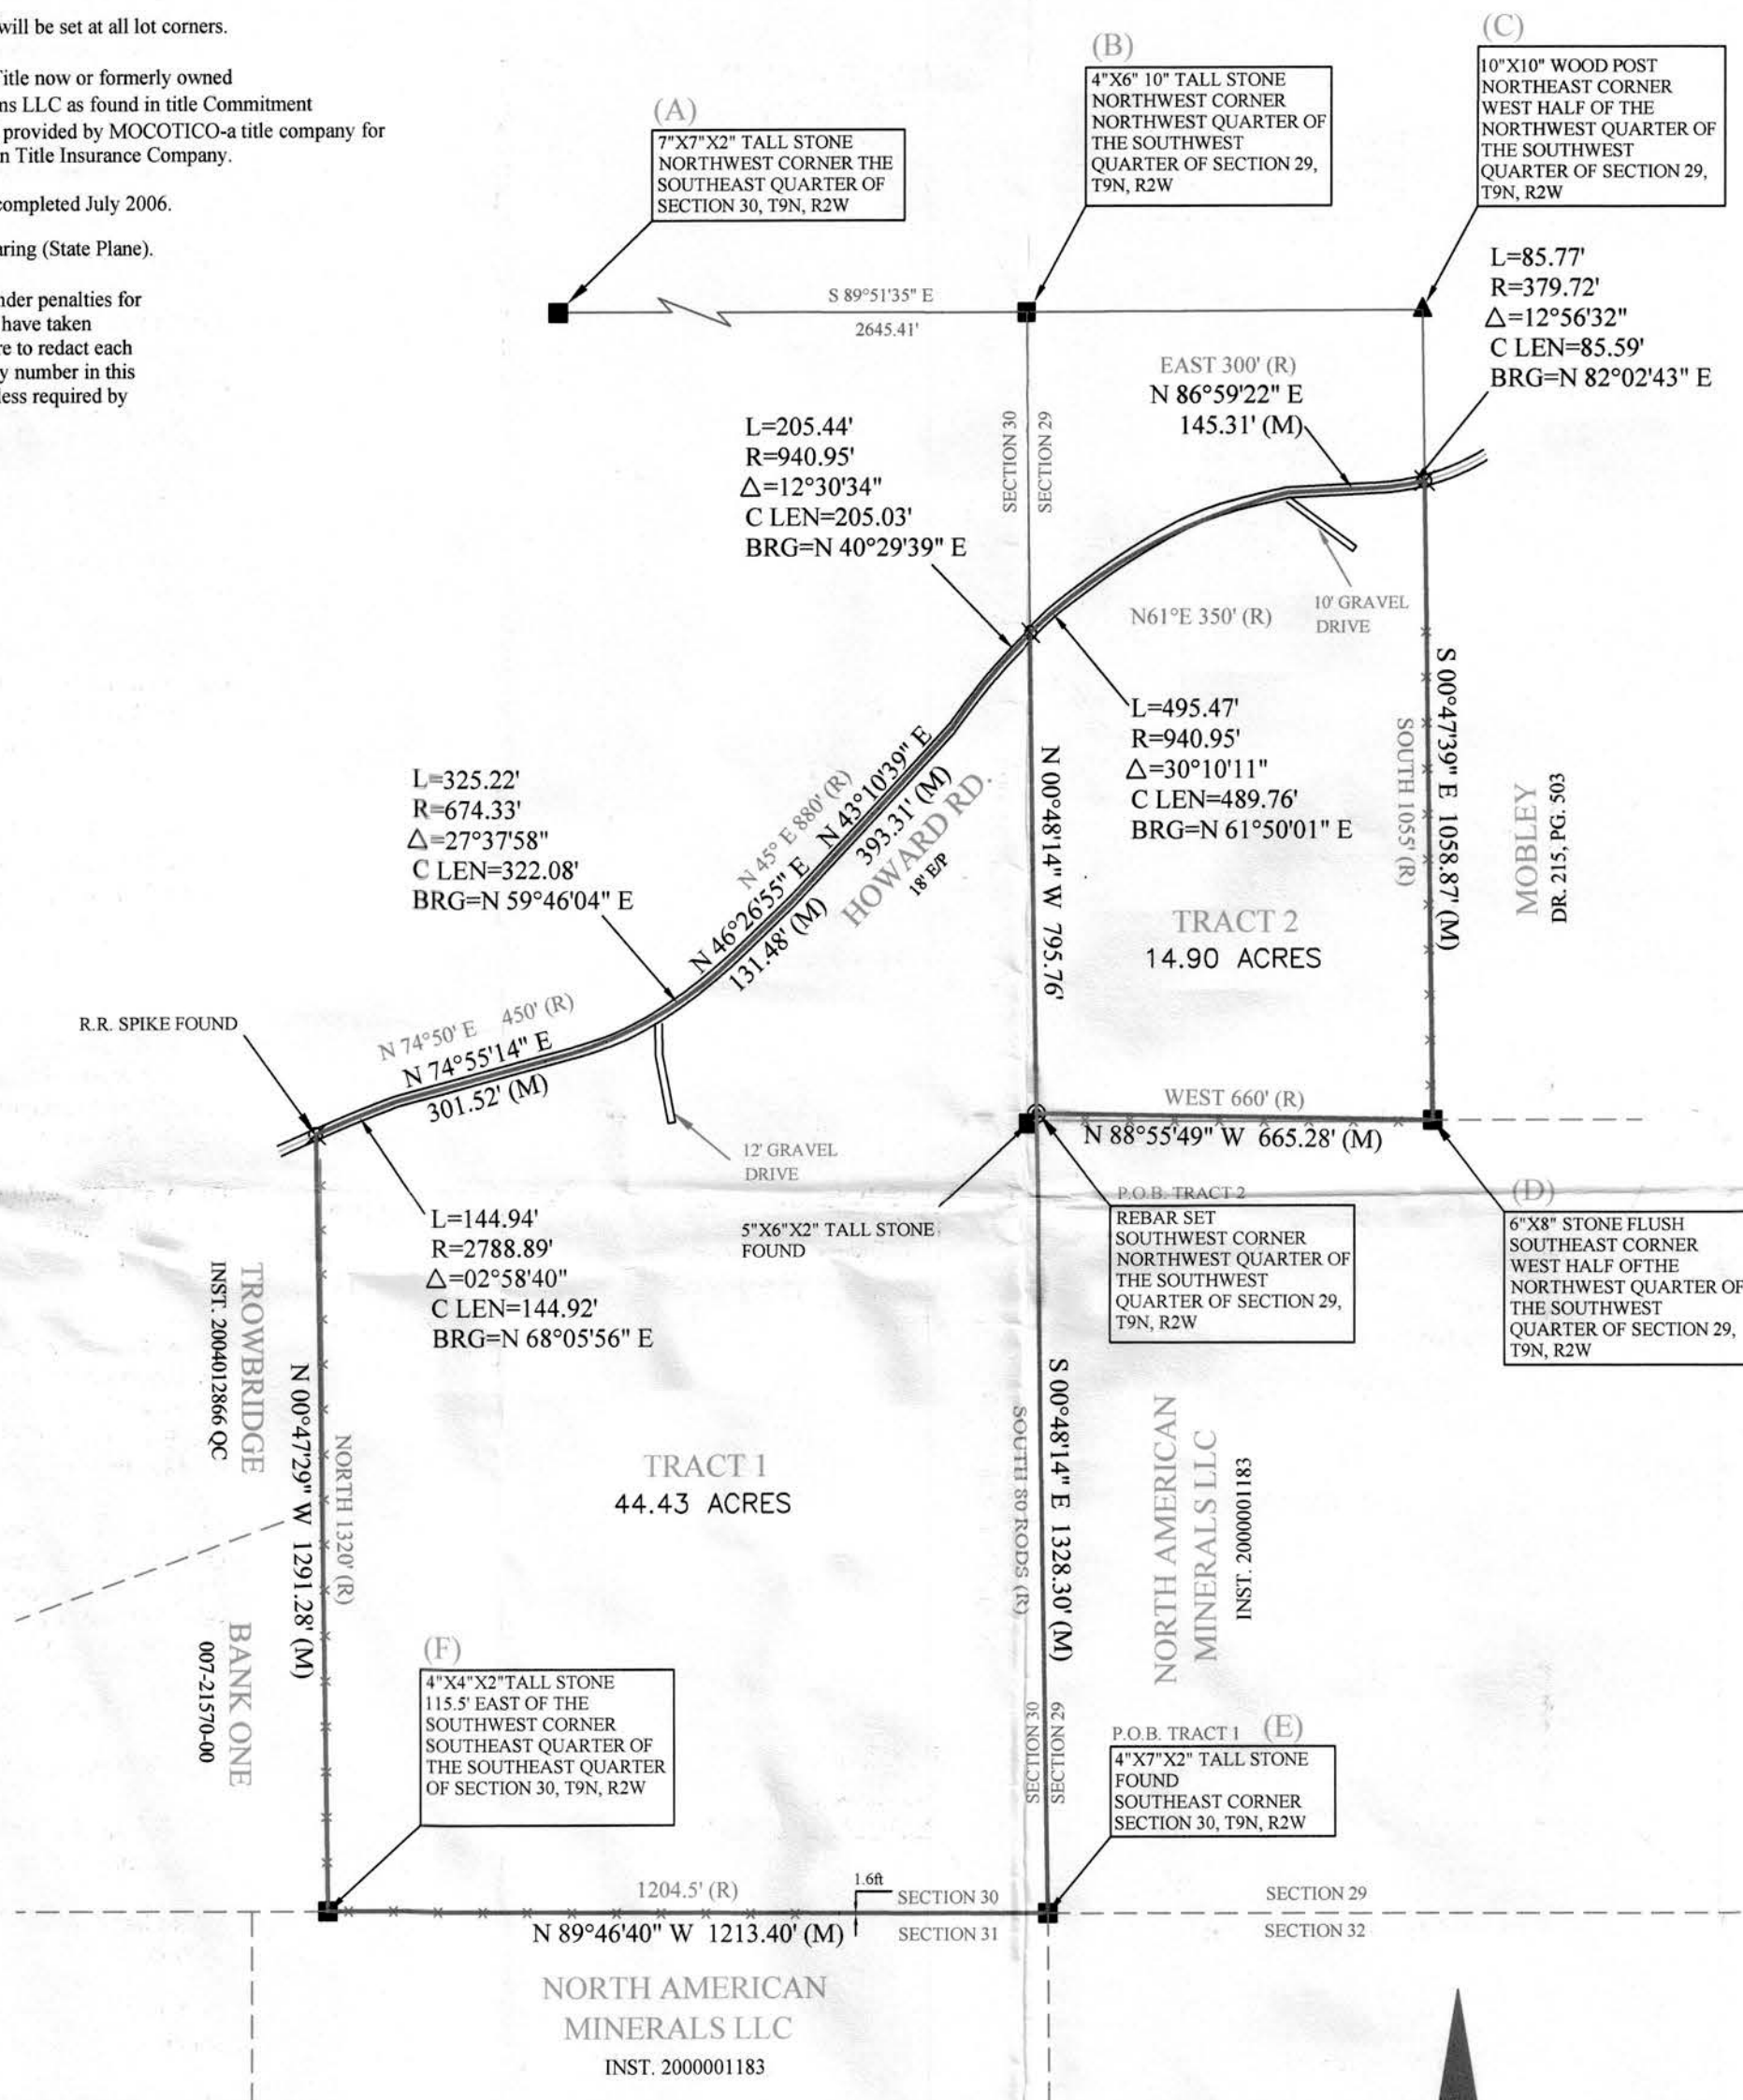 will be set at all lot corners.
Title now or formerly owned
LLC as found in title Commitment
provided by MOCOTICO-a title company for
Title Insurance Company.
completed July 2006.
(State Plane).
under penalties for
have taken
to redact each
number in this
required by
(A)
7"X7"X2" TALL STONE
NORTHWEST CORNER THE
SOUTHEAST QUARTER OF
SECTION 30, T9N, R2W
(B)
4"X6" 10" TALL STONE
NORTHWEST CORNER
NORTHWEST QUARTER OF
THE SOUTHWEST
QUARTER OF SECTION 29,
T9N, R2W
(C)
10"X10" WOOD POST
NORTHEAST CORNER
WEST HALF OF THE
NORTHWEST QUARTER OF
THE SOUTHWEST
QUARTER OF SECTION 29,
T9N, R2W
S 89°51'35" E
2645.41'
L=85.77'
R=379.72'
△=12°56'32"
C LEN=85.59'
BRG=N 82°02'43" E
EAST 300' (R)
N 86°59'22" E
145.31' (M)
SECTION 30
SECTION 29
L=205.44'
R=940.95'
△=12°30'34"
C LEN=205.03'
BRG=N 40°29'39" E
10' GRAVEL
DRIVE
N61°E 350' (R)
L=495.47'
R=940.95'
△=30°10'11"
C LEN=489.76'
BRG=N 61°50'01" E
S 00°47'39" E 1058.87' (M)
SOUTH 1055' (R)
MOBLEY
DR. 215, PG. 503
N 00°48'14" W 795.76'
TRACT 2
14.90 ACRES
L=325.22'
R=674.33'
△=27°37'58"
C LEN=322.08'
BRG=N 59°46'04" E
N 45° E 880' (R)
N 43°10'39" E
393.31' (M)
N 46°26'55" E
131.48' (M)
HOWARD RD.
18' E/P
R.R. SPIKE FOUND
N 74°50' E 450' (R)
N 74°55'14" E
301.52' (M)
12' GRAVEL
DRIVE
WEST 660' (R)
N 88°55'49" W 665.28' (M)
5"X6"X2" TALL STONE
FOUND
P.O.B. TRACT 2
REBAR SET
SOUTHWEST CORNER
NORTHWEST QUARTER OF
THE SOUTHWEST
QUARTER OF SECTION 29,
T9N, R2W
(D)
6"X8" STONE FLUSH
SOUTHEAST CORNER
WEST HALF OFTHE
NORTHWEST QUARTER OF
THE SOUTHWEST
QUARTER OF SECTION 29,
T9N, R2W
L=144.94'
R=2788.89'
△=02°58'40"
C LEN=144.92'
BRG=N 68°05'56" E
TROWBRIDGE
INST. 2004012866 QC
N 00°47'29" W 1291.28' (M)
NORTH 1320' (R)
BANK ONE
007-21570-00
TRACT 1
44.43 ACRES
SOUTH 80 RODS (R)
S 00°48'14" E 1328.30' (M)
NORTH AMERICAN
MINERALS LLC
INST. 2000001183
SECTION 30
SECTION 29
(F)
4"X4"X2"TALL STONE
115.5' EAST OF THE
SOUTHWEST CORNER
SOUTHEAST QUARTER OF
THE SOUTHEAST QUARTER
OF SECTION 30, T9N, R2W
P.O.B. TRACT 1 (E)
4"X7"X2" TALL STONE
FOUND
SOUTHEAST CORNER
SECTION 30, T9N, R2W
1204.5' (R)
1.6ft
SECTION 30
SECTION 29
N 89°46'40" W 1213.40' (M)
SECTION 31
SECTION 32
NORTH AMERICAN
MINERALS LLC
INST. 2000001183